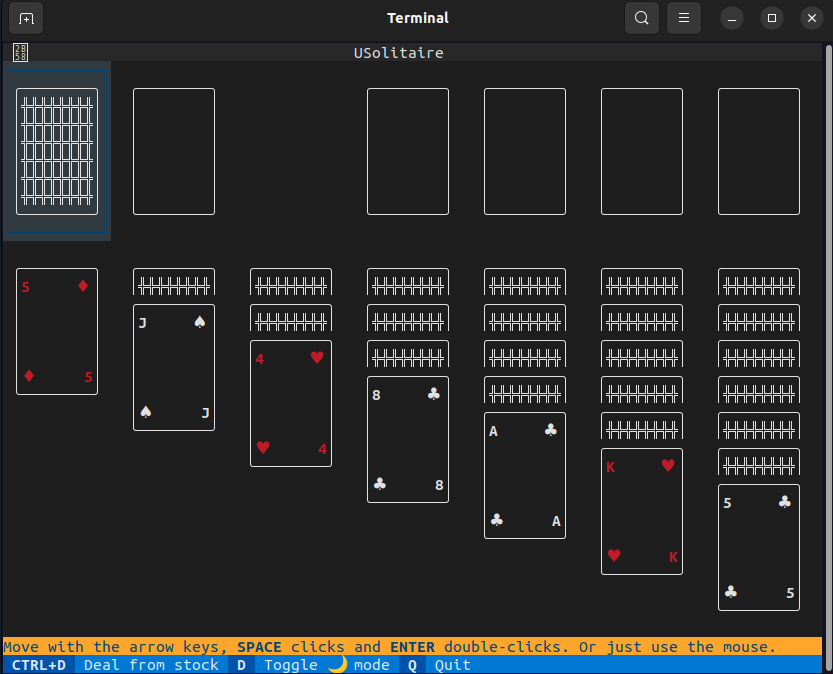 Terminal
USolitaire
5 ♦
♦ 5
J ♠
♠ J
4 ♥
♥ 4
8 ♣
♣ 8
A ♣
♣ A
K ♥
♥ K
5 ♣
♣ 5
Move with the arrow keys, SPACE clicks and ENTER double-clicks. Or just use the mouse.
CTRL+D Deal from stock D Toggle 🌙 mode Q Quit